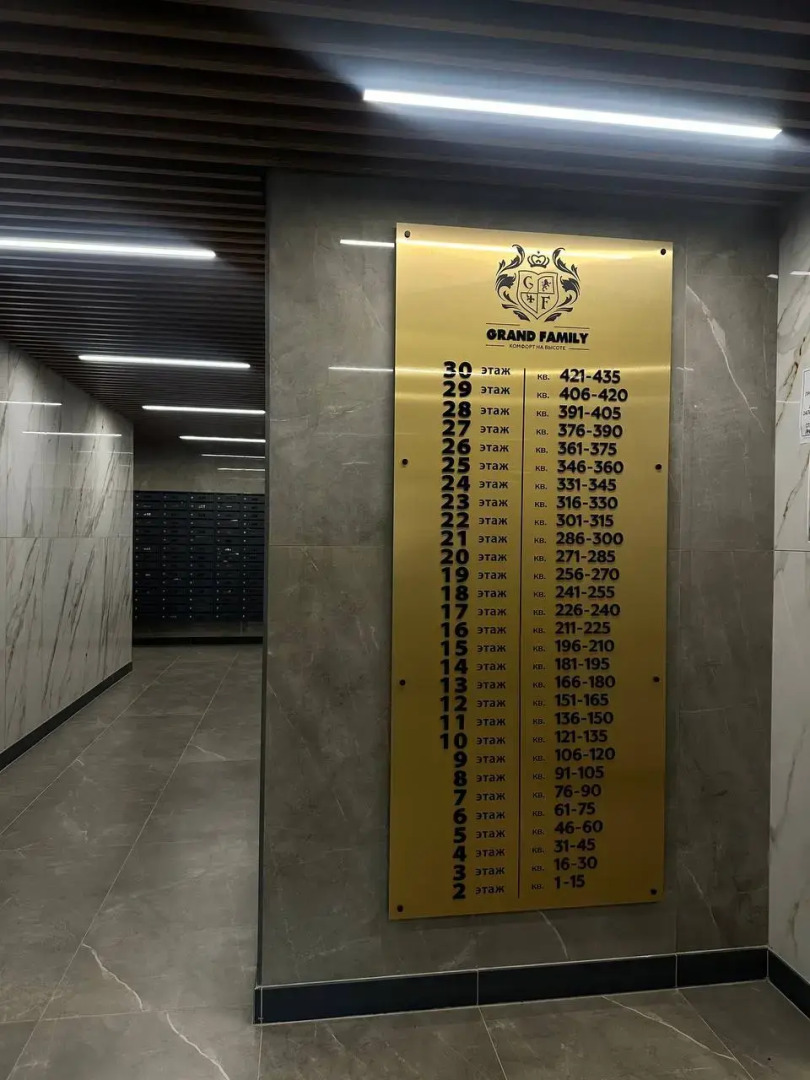 G
F
GRAND FAMILY
КОМФОРТ НА ВЫСОТЕ
30 этаж кв. 421-435
29 этаж кв. 406-420
28 этаж кв. 391-405
27 этаж кв. 376-390
26 этаж кв. 361-375
25 этаж кв. 346-360
24 этаж кв. 331-345
23 этаж кв. 316-330
22 этаж кв. 301-315
21 этаж кв. 286-300
20 этаж кв. 271-285
19 этаж кв. 256-270
18 этаж кв. 241-255
17 этаж кв. 226-240
16 этаж кв. 211-225
15 этаж кв. 196-210
14 этаж кв. 181-195
13 этаж кв. 166-180
12 этаж кв. 151-165
11 этаж кв. 136-150
10 этаж кв. 121-135
9 этаж кв. 106-120
8 этаж кв. 91-105
7 этаж кв. 76-90
6 этаж кв. 61-75
5 этаж кв. 46-60
4 этаж кв. 31-45
3 этаж кв. 16-30
2 этаж кв. 1-15